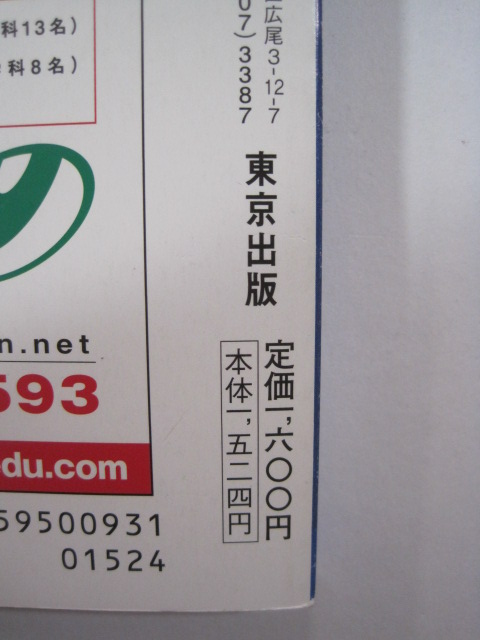 科13名)
科8名)
広尾3-12-7
07)3387
東京出版
n.net
593
du.com
定価一,六〇〇円
本体一,五二四円
59500931
01524